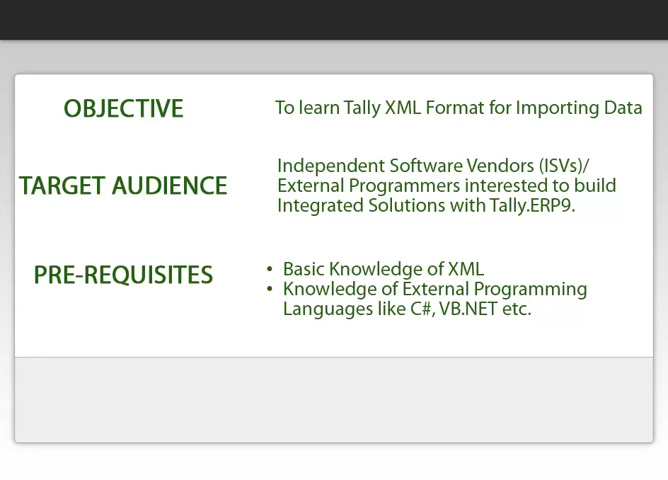 OBJECTIVE
To learn Tally XML Format for Importing Data
TARGET AUDIENCE
Independent Software Vendors (ISVs)/
External Programmers interested to build
Integrated Solutions with Tally.ERP9.
PRE-REQUISITES
• Basic Knowledge of XML
• Knowledge of External Programming
Languages like C#, VB.NET etc.